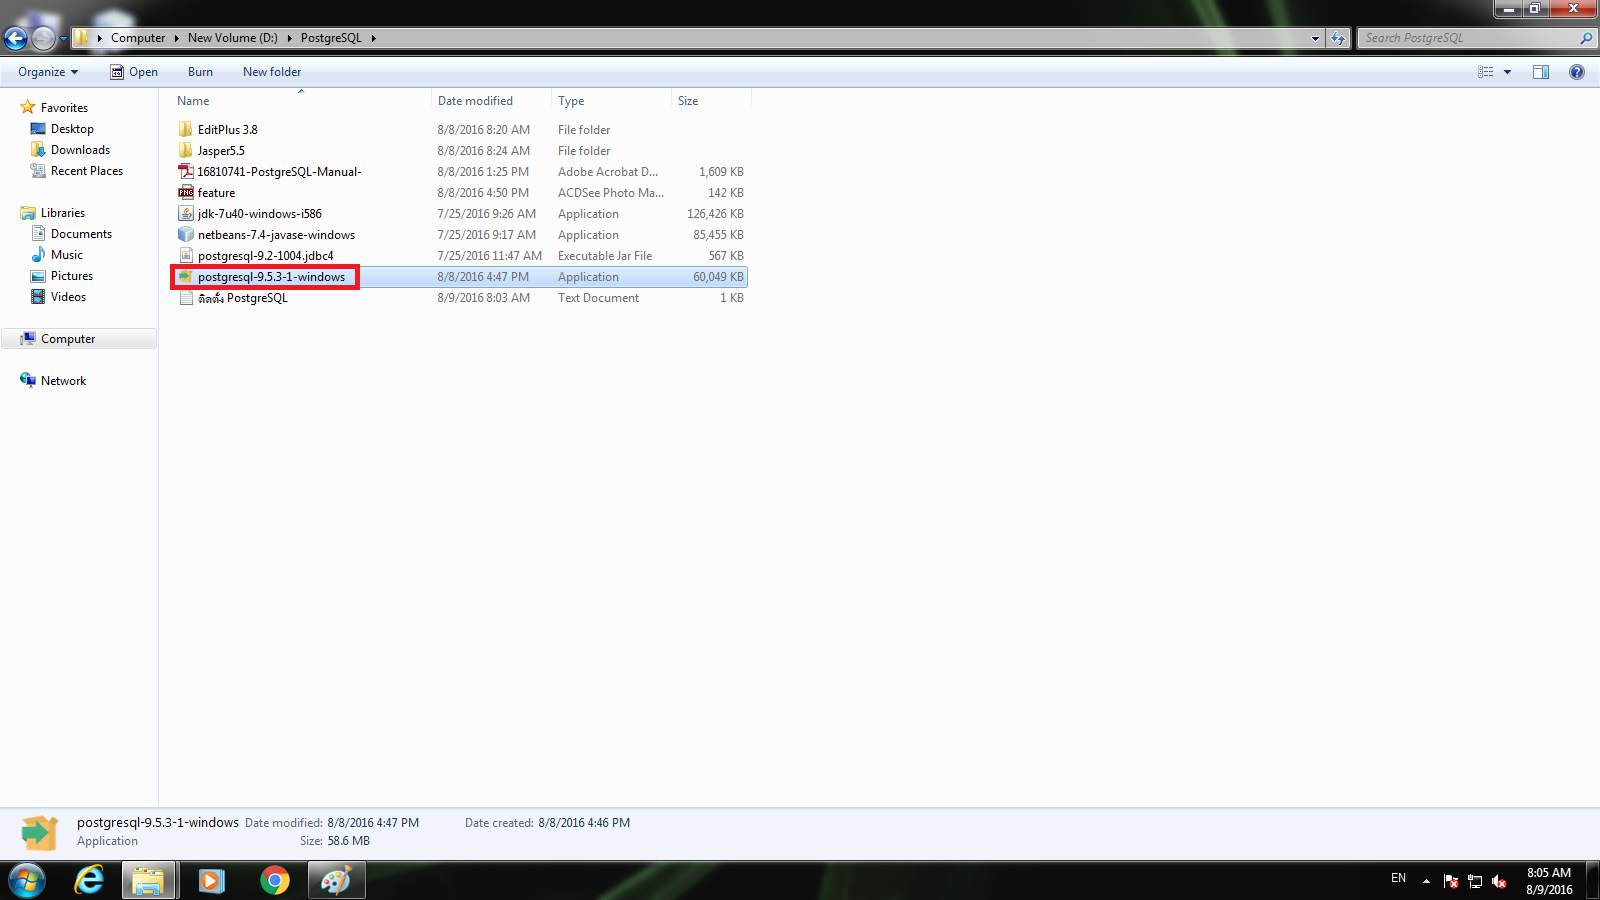 Computer New Volume (D:) PostgreSQL
Search PostgreSQL
Organize Open Burn New folder
Name Date modified Type Size
Favorites
Desktop
Downloads
Recent Places
Libraries
Documents
Music
Pictures
Videos
Computer
Network
EditPlus 3.8 8/8/2016 8:20 AM File folder
Jasper5.5 8/8/2016 8:24 AM File folder
16810741-PostgreSQL-Manual- 8/8/2016 1:25 PM Adobe Acrobat D... 1,609 KB
feature 8/8/2016 4:50 PM ACDSee Photo Ma... 142 KB
jdk-7u40-windows-i586 7/25/2016 9:26 AM Application 126,426 KB
netbeans-7.4-javase-windows 7/25/2016 9:17 AM Application 85,455 KB
postgresql-9.2-1004.jdbc4 7/25/2016 11:47 AM Executable Jar File 567 KB
postgresql-9.5.3-1-windows 8/8/2016 4:47 PM Application 60,049 KB
ติดตั้ง PostgreSQL 8/9/2016 8:03 AM Text Document 1 KB
postgresql-9.5.3-1-windows Date modified: 8/8/2016 4:47 PM Date created: 8/8/2016 4:46 PM
Application Size: 58.6 MB
EN
8:05 AM
8/9/2016